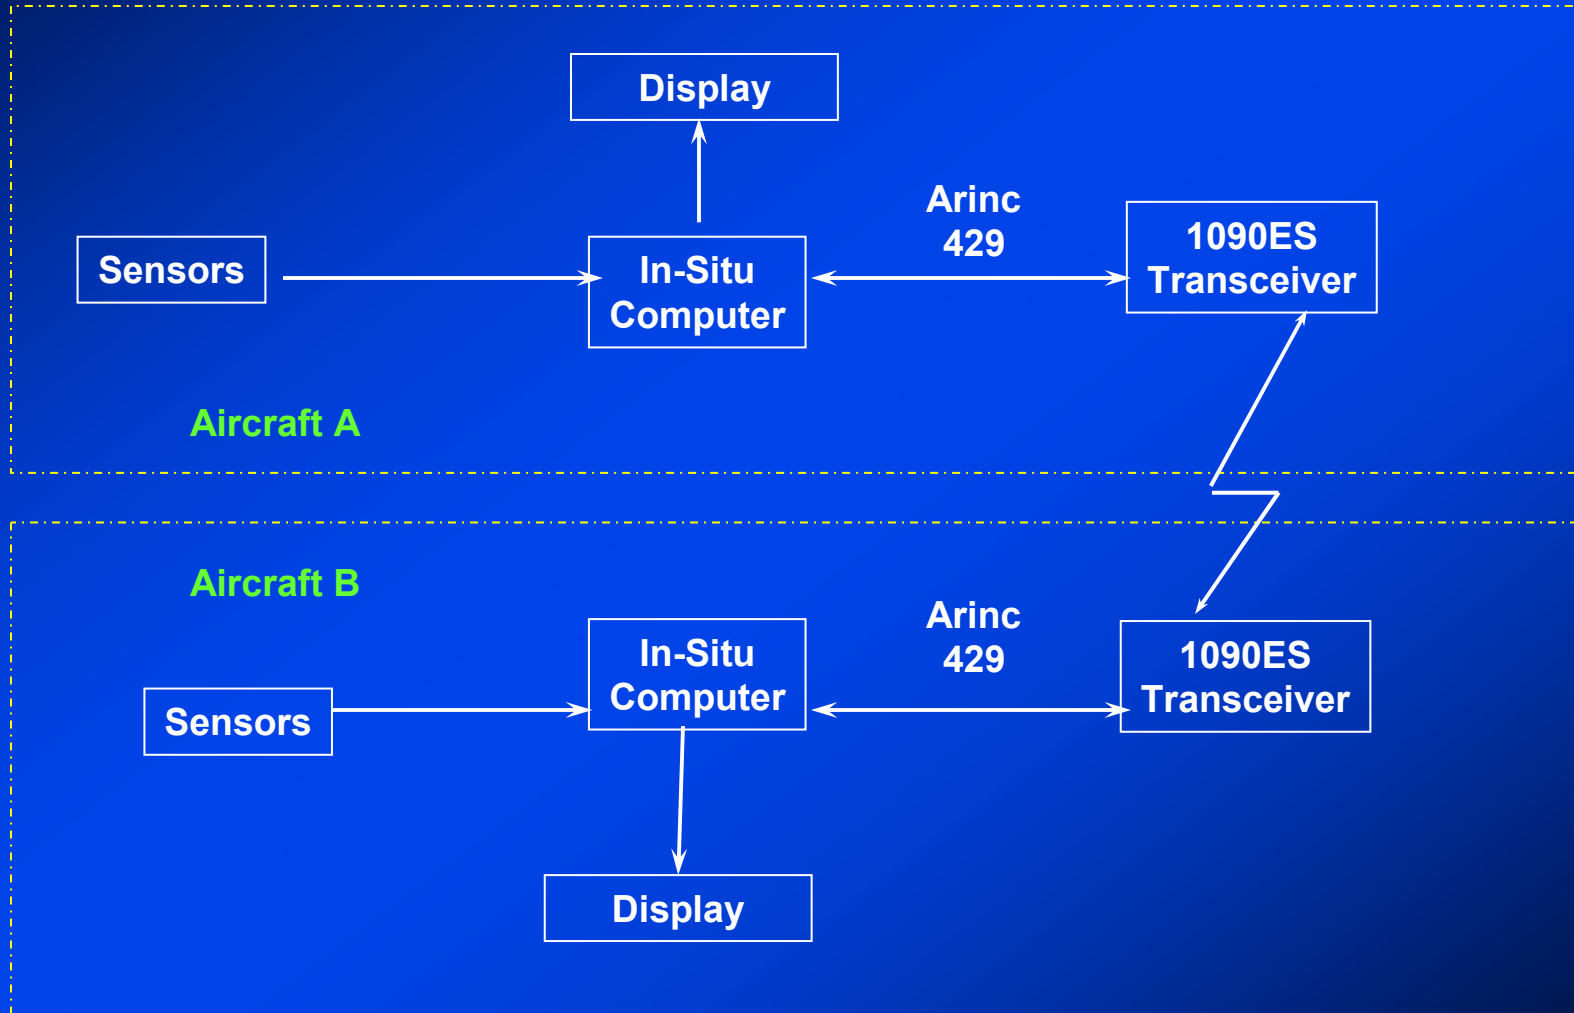 Display
Arinc
429
1090ES
Transceiver
Sensors
In-Situ
Computer
Aircraft A
Aircraft B
In-Situ
Computer
Arinc
429
1090ES
Transceiver
Sensors
Display